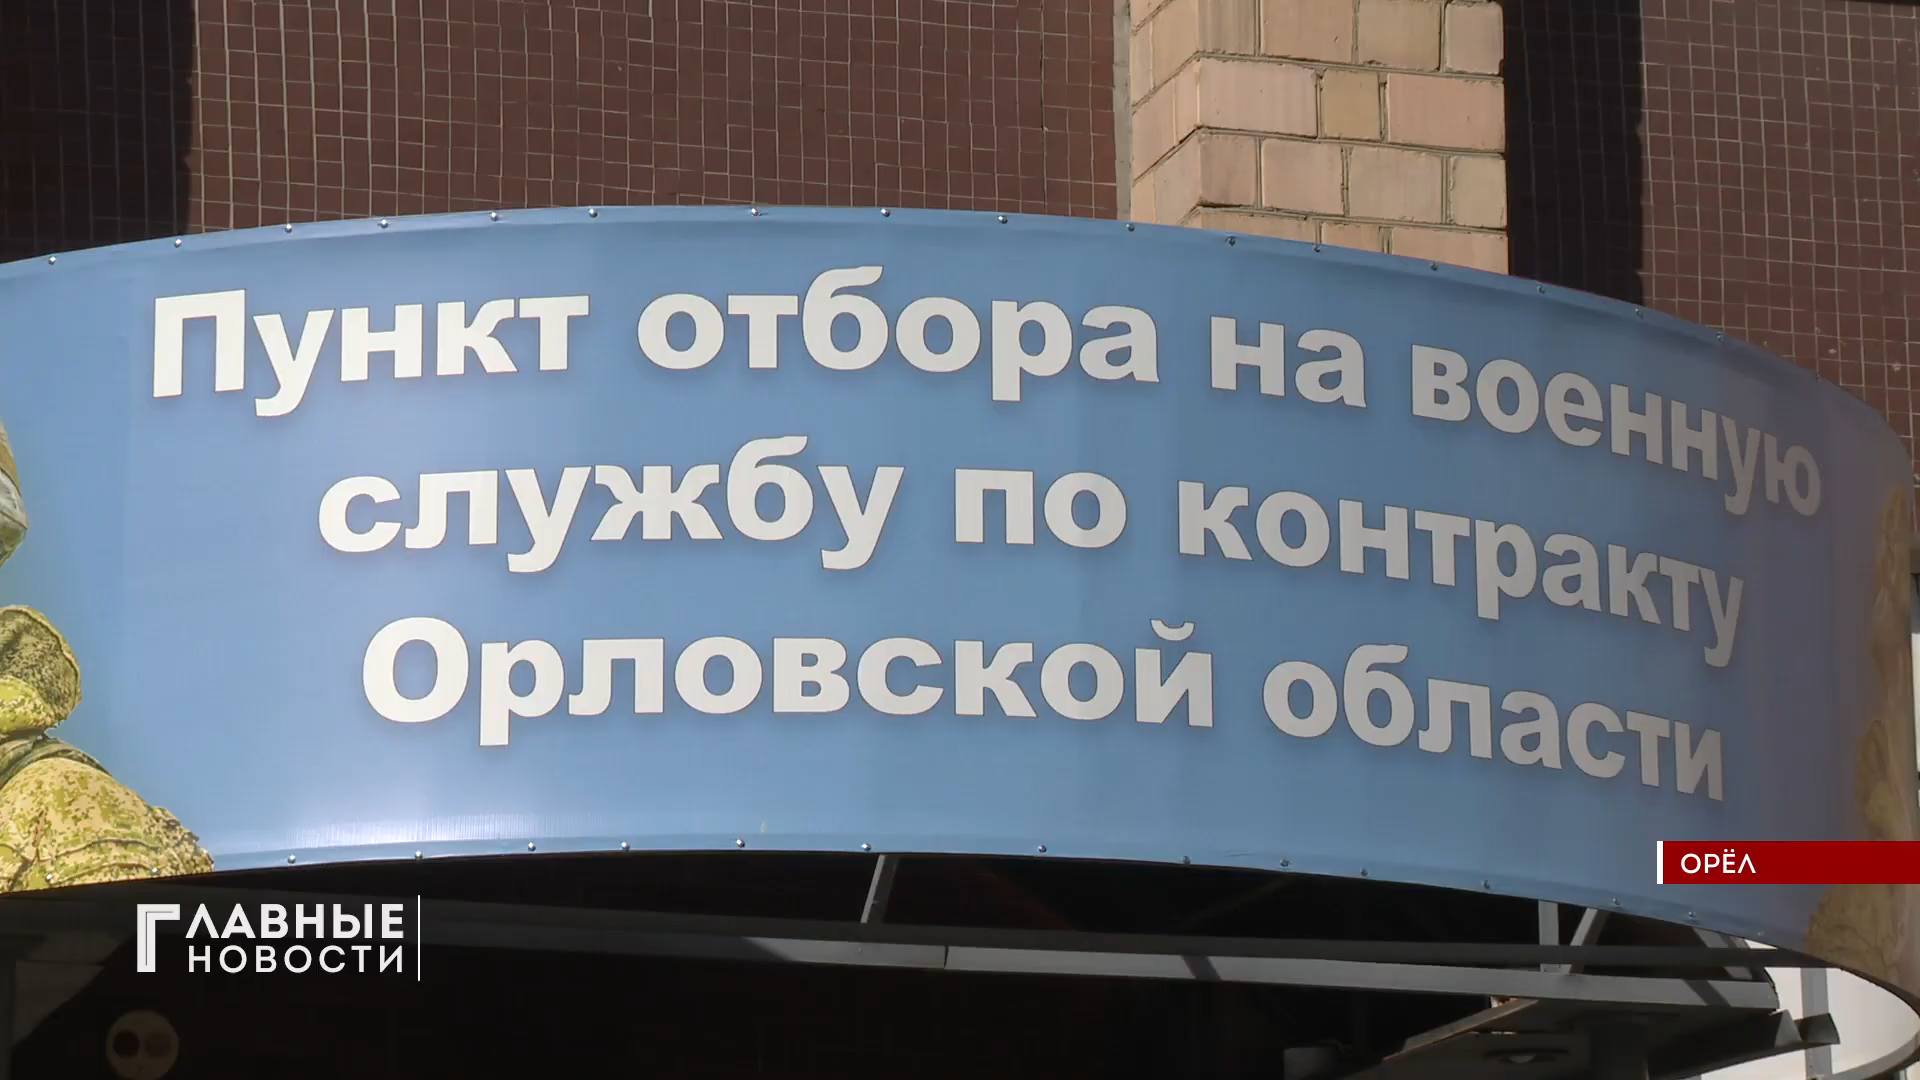 Пункт отбора на военную
службу по контракту
Орловской области
ОРЁЛ
ГЛАВНЫЕ
НОВОСТИ